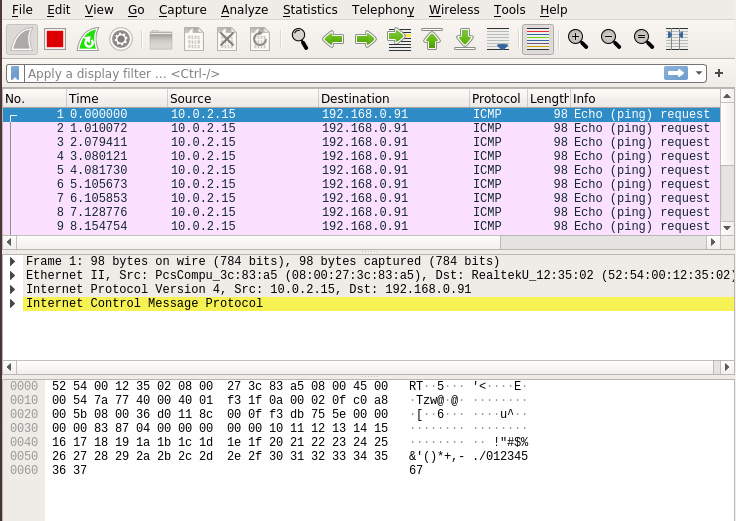 File Edit View Go Capture Analyze Statistics Telephony Wireless Tools Help
Apply a display filter ... <Ctrl-/>
No. Time Source Destination Protocol Length Info
1 0.000000 10.0.2.15 192.168.0.91 ICMP 98 Echo (ping) request
2 1.010072 10.0.2.15 192.168.0.91 ICMP 98 Echo (ping) request
3 2.079411 10.0.2.15 192.168.0.91 ICMP 98 Echo (ping) request
4 3.080121 10.0.2.15 192.168.0.91 ICMP 98 Echo (ping) request
5 4.081730 10.0.2.15 192.168.0.91 ICMP 98 Echo (ping) request
6 5.105673 10.0.2.15 192.168.0.91 ICMP 98 Echo (ping) request
7 6.105853 10.0.2.15 192.168.0.91 ICMP 98 Echo (ping) request
8 7.128776 10.0.2.15 192.168.0.91 ICMP 98 Echo (ping) request
9 8.154754 10.0.2.15 192.168.0.91 ICMP 98 Echo (ping) request
Frame 1: 98 bytes on wire (784 bits), 98 bytes captured (784 bits)
Ethernet II, Src: PcsCompu_3c:83:a5 (08:00:27:3c:83:a5), Dst: RealtekU_12:35:02 (52:54:00:12:35:02)
Internet Protocol Version 4, Src: 10.0.2.15, Dst: 192.168.0.91
Internet Control Message Protocol
0000 52 54 00 12 35 02 08 00 27 3c 83 a5 08 00 45 00 RT··5··· '<····E·
0010 00 54 7a 77 40 00 40 01 f3 1f 0a 00 02 0f c0 a8 ·Tzw@·@· ········
0020 00 5b 08 00 36 d0 11 8c 00 0f f3 db 75 5e 00 00 ·[··6··· ····u^··
0030 00 00 83 87 04 00 00 00 00 00 10 11 12 13 14 15 ········ ········
0040 16 17 18 19 1a 1b 1c 1d 1e 1f 20 21 22 23 24 25 ········ ·· !"#$%
0050 26 27 28 29 2a 2b 2c 2d 2e 2f 30 31 32 33 34 35 &'()*+,- ./012345
0060 36 37 67